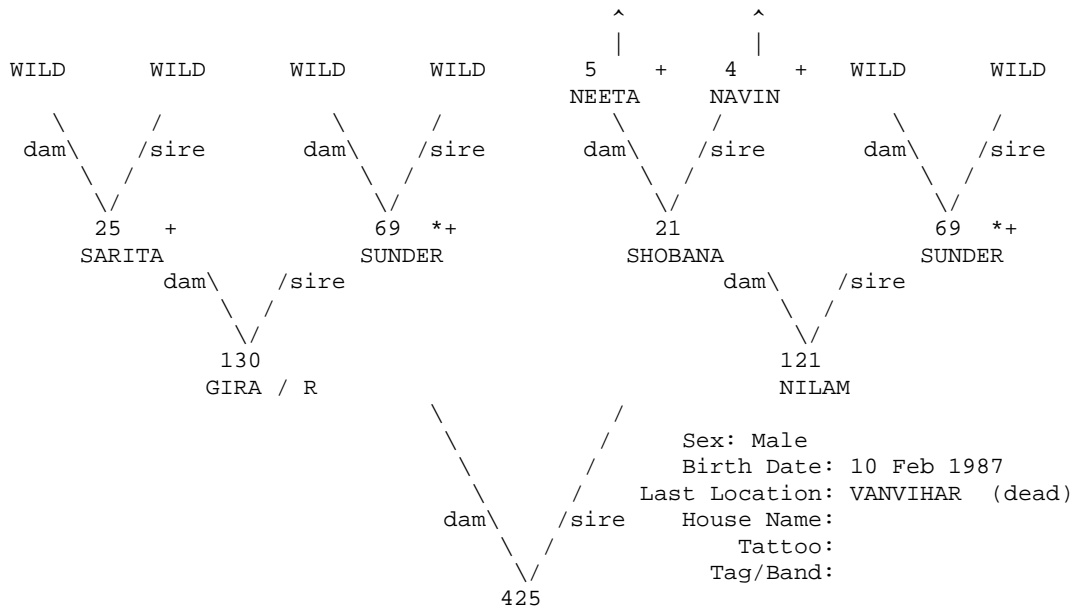 ^ ^
| |
WILD WILD WILD WILD 5 + 4 + WILD WILD
NEETA NAVIN
\ / \ / \ / \ /
dam\ /sire dam\ /sire dam\ /sire dam\ /sire
\ / \ / \ / \ /
\/ \/ \/ \/
25 + 69 *+ 21 69 *+
SARITA SUNDER SHOBANA SUNDER
dam\ /sire dam\ /sire
\ / \ /
\/ \/
130 121
GIRA / R NILAM
\ /
\ / Sex: Male
\ / Birth Date: 10 Feb 1987
\ / Last Location: VANVIHAR (dead)
dam\ /sire House Name:
\ / Tattoo:
\/ Tag/Band:
425